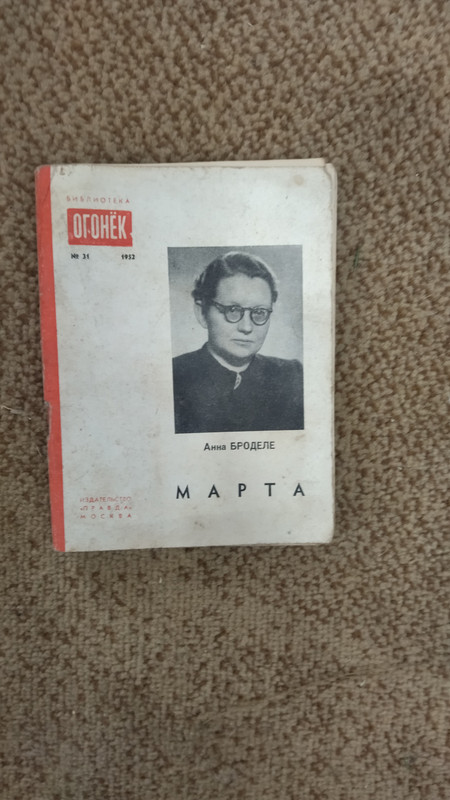 БИБЛИОТЕКА
ОГОНЁК
№ 31 1952
Анна БРОДЕЛЕ
МАРТА
ИЗДАТЕЛЬСТВО
«ПРАВДА»
МОСКВА